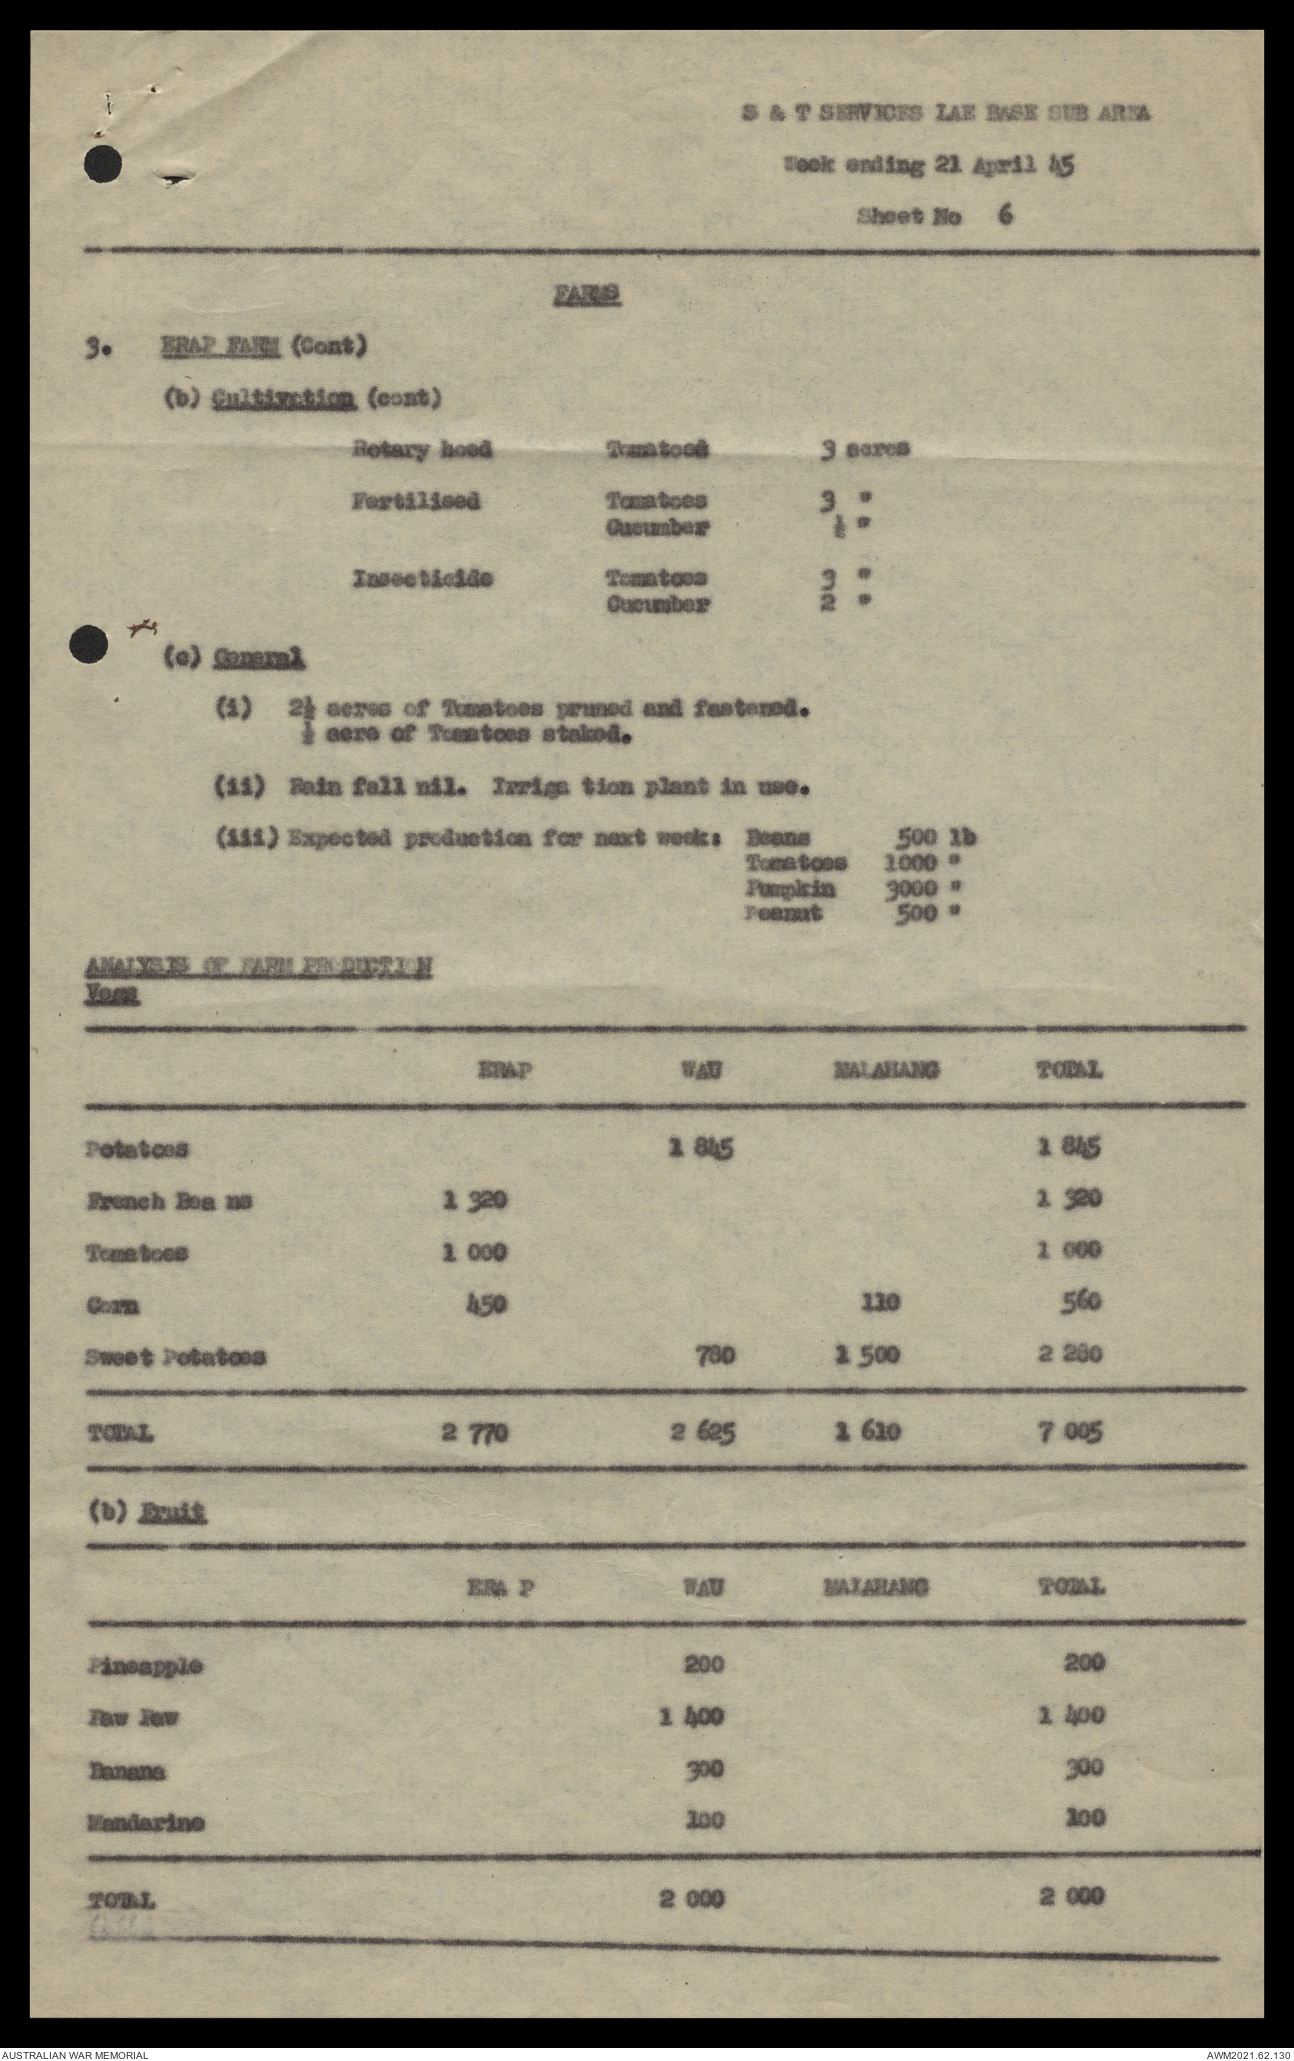 S & T SERVICES LAE BASE SUB AREA
Week ending 21 April 45
Sheet No 6
FARMS
3. ERAP FARM (Cont)
(b) Cultivction (cont)
Rotary hoed Tomatoes 3 acres
Fertilised Tomatoes 3 "
Cucumber ½ "
Insecticide Tomatoes 3 "
Cucumber 2 "
(c) General
(i) 2½ acres of Tomatoes pruned and fastened.
½ acre of Tomatoes staked.
(ii) Rain fall nil. Irriga tion plant in use.
(iii) Expected production for next week: Beans 500 lb
Tomatoes 1000 "
Pumpkin 3000 "
Peanut 500 "
ANALYSIS OF FARM PRODUCTION
Vegs
ERAP WAU MALAHANG TOTAL
Potatoes 1 845 1 845
French Bea ns 1 320 1 320
Tomatoes 1 000 1 000
Corn 450 110 560
Sweet Potatoes 780 1 500 2 280
TOTAL 2 770 2 625 1 610 7 005
(b) Fruit
ERA P WAU MALAHANG TOTAL
Pineapple 200 200
Paw Paw 1 400 1 400
Banana 300 300
Mandarine 100 100
TOTAL 2 000 2 000
AUSTRALIAN WAR MEMORIAL AWM2021.62.130